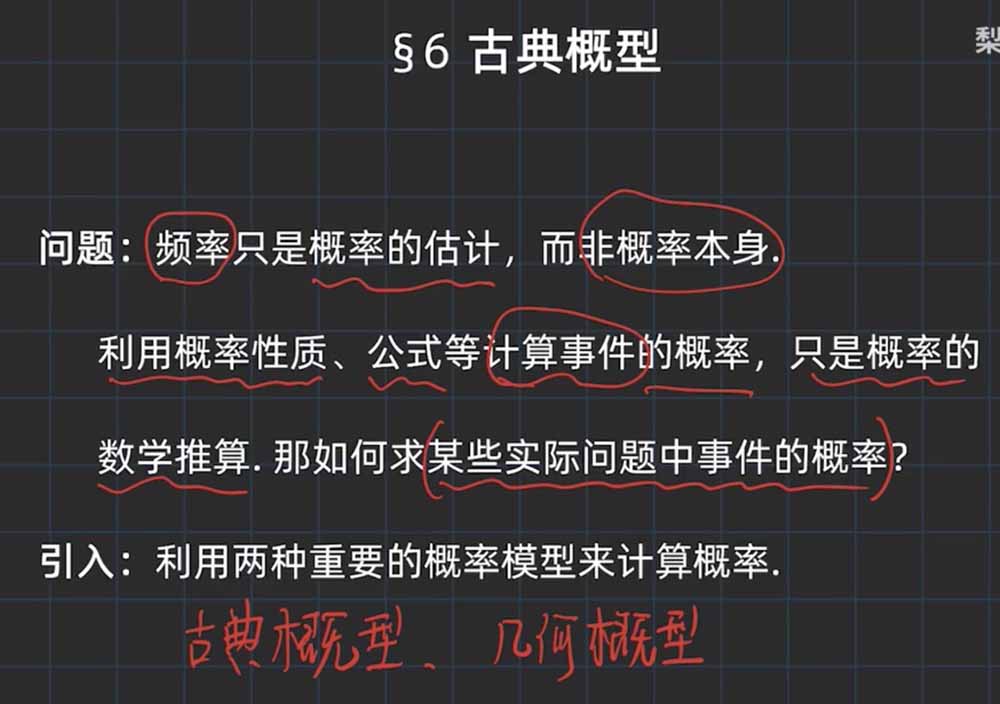 §6 古典概型
梨
问题：频率只是概率的估计，而非概率本身.
利用概率性质、公式等计算事件的概率，只是概率的
数学推算. 那如何求某些实际问题中事件的概率?
引入：利用两种重要的概率模型来计算概率.
古典概型、几何概型